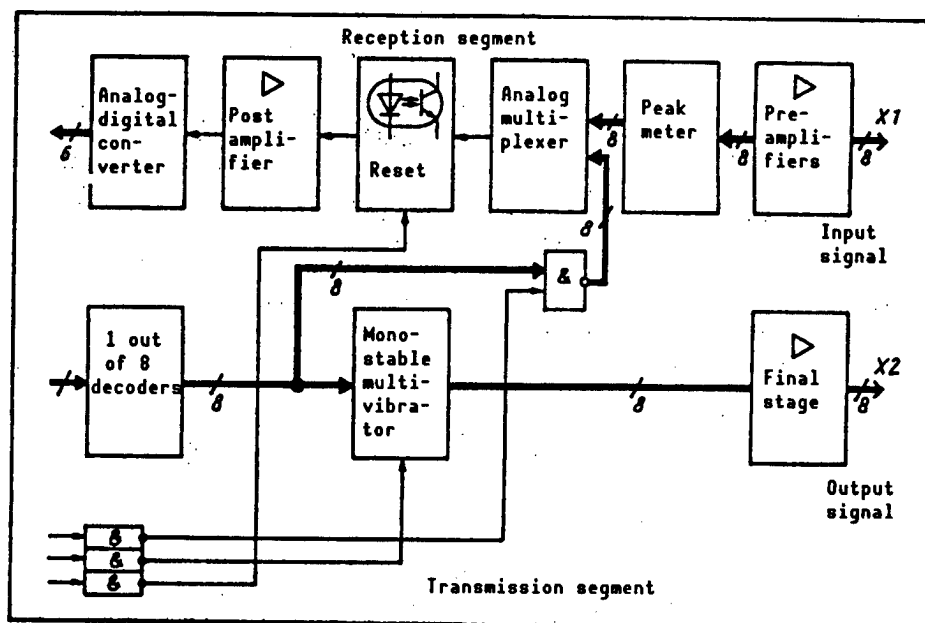 Reception segment
Analog-
digital
con-
verter
Post
ampli-
fier
Reset
Analog
multi-
plexer
Peak
meter
Pre-
ampli-
fiers
X1
6
8
8
8
Input
signal
8
8
&
1 out
of 8
decoders
8
Mono-
stable
multi-
vibra-
tor
8
Final
stage
X2
8
Output
signal
&
&
&
Transmission segment